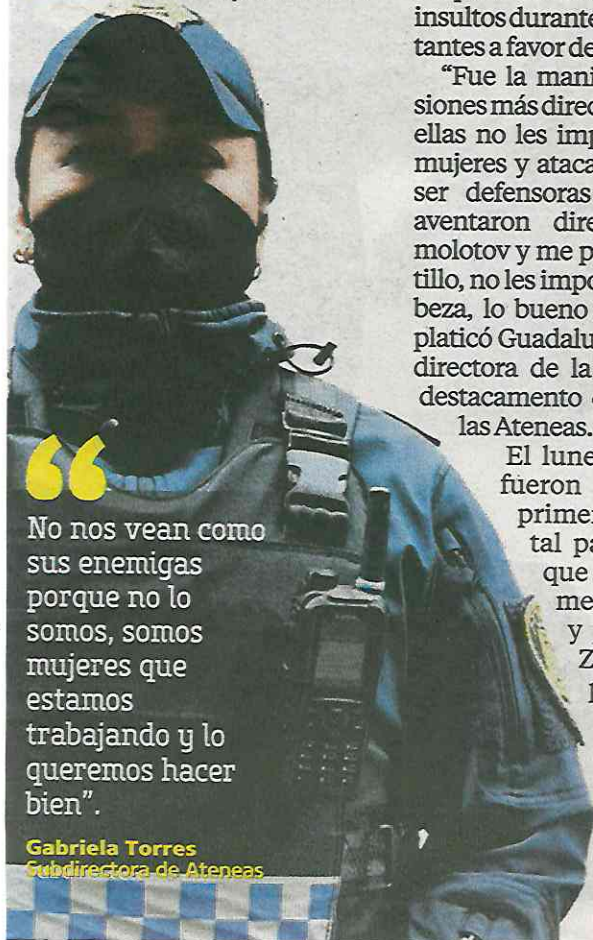 insultos durante
tantes a favor de
“Fue la mani
siones más direc
ellas no les imp
mujeres y ataca
ser defensoras
aventaron dire
molotov y me p
tillo, no les impo
beza, lo bueno
platicó Guadalu
directora de la
destacamento
las Ateneas.
El lune
fueron
primer
tal pa
que
me
y
Z
“
No nos vean como
sus enemigas
porque no lo
somos, somos
mujeres que
estamos
trabajando y lo
queremos hacer
bien”.
Gabriela Torres
Subdirectora de Ateneas